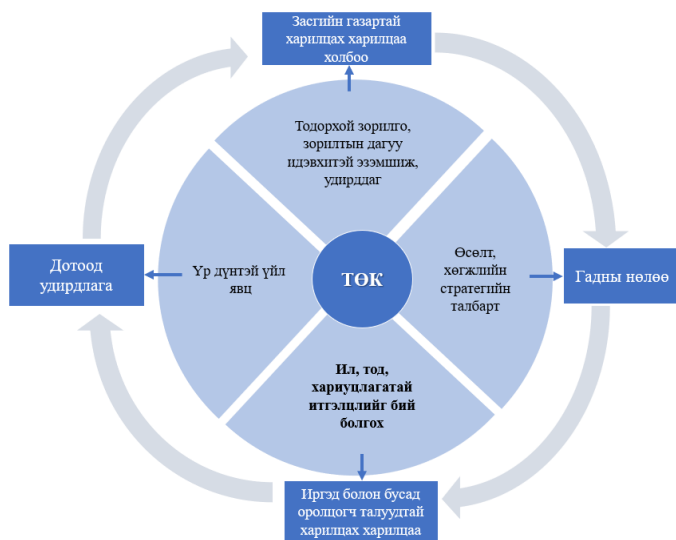 Засгийн газартай
харилцах харилцаа
холбоо
Тодорхой зорилго,
зорилтын дагуу
идэвхитэй эзэмшиж,
удирддаг
Дотоод
удирдлага
Үр дүнтэй үйл
явц
ТӨК
Өсөлт,
хөгжлийн
стратегийн
талбарт
Гадны нөлөө
Ил, тод,
хариуцлагатай
итгэлцлийг бий
болгох
Иргэд болон бусад
оролцогч талуудтай
харилцах харилцаа